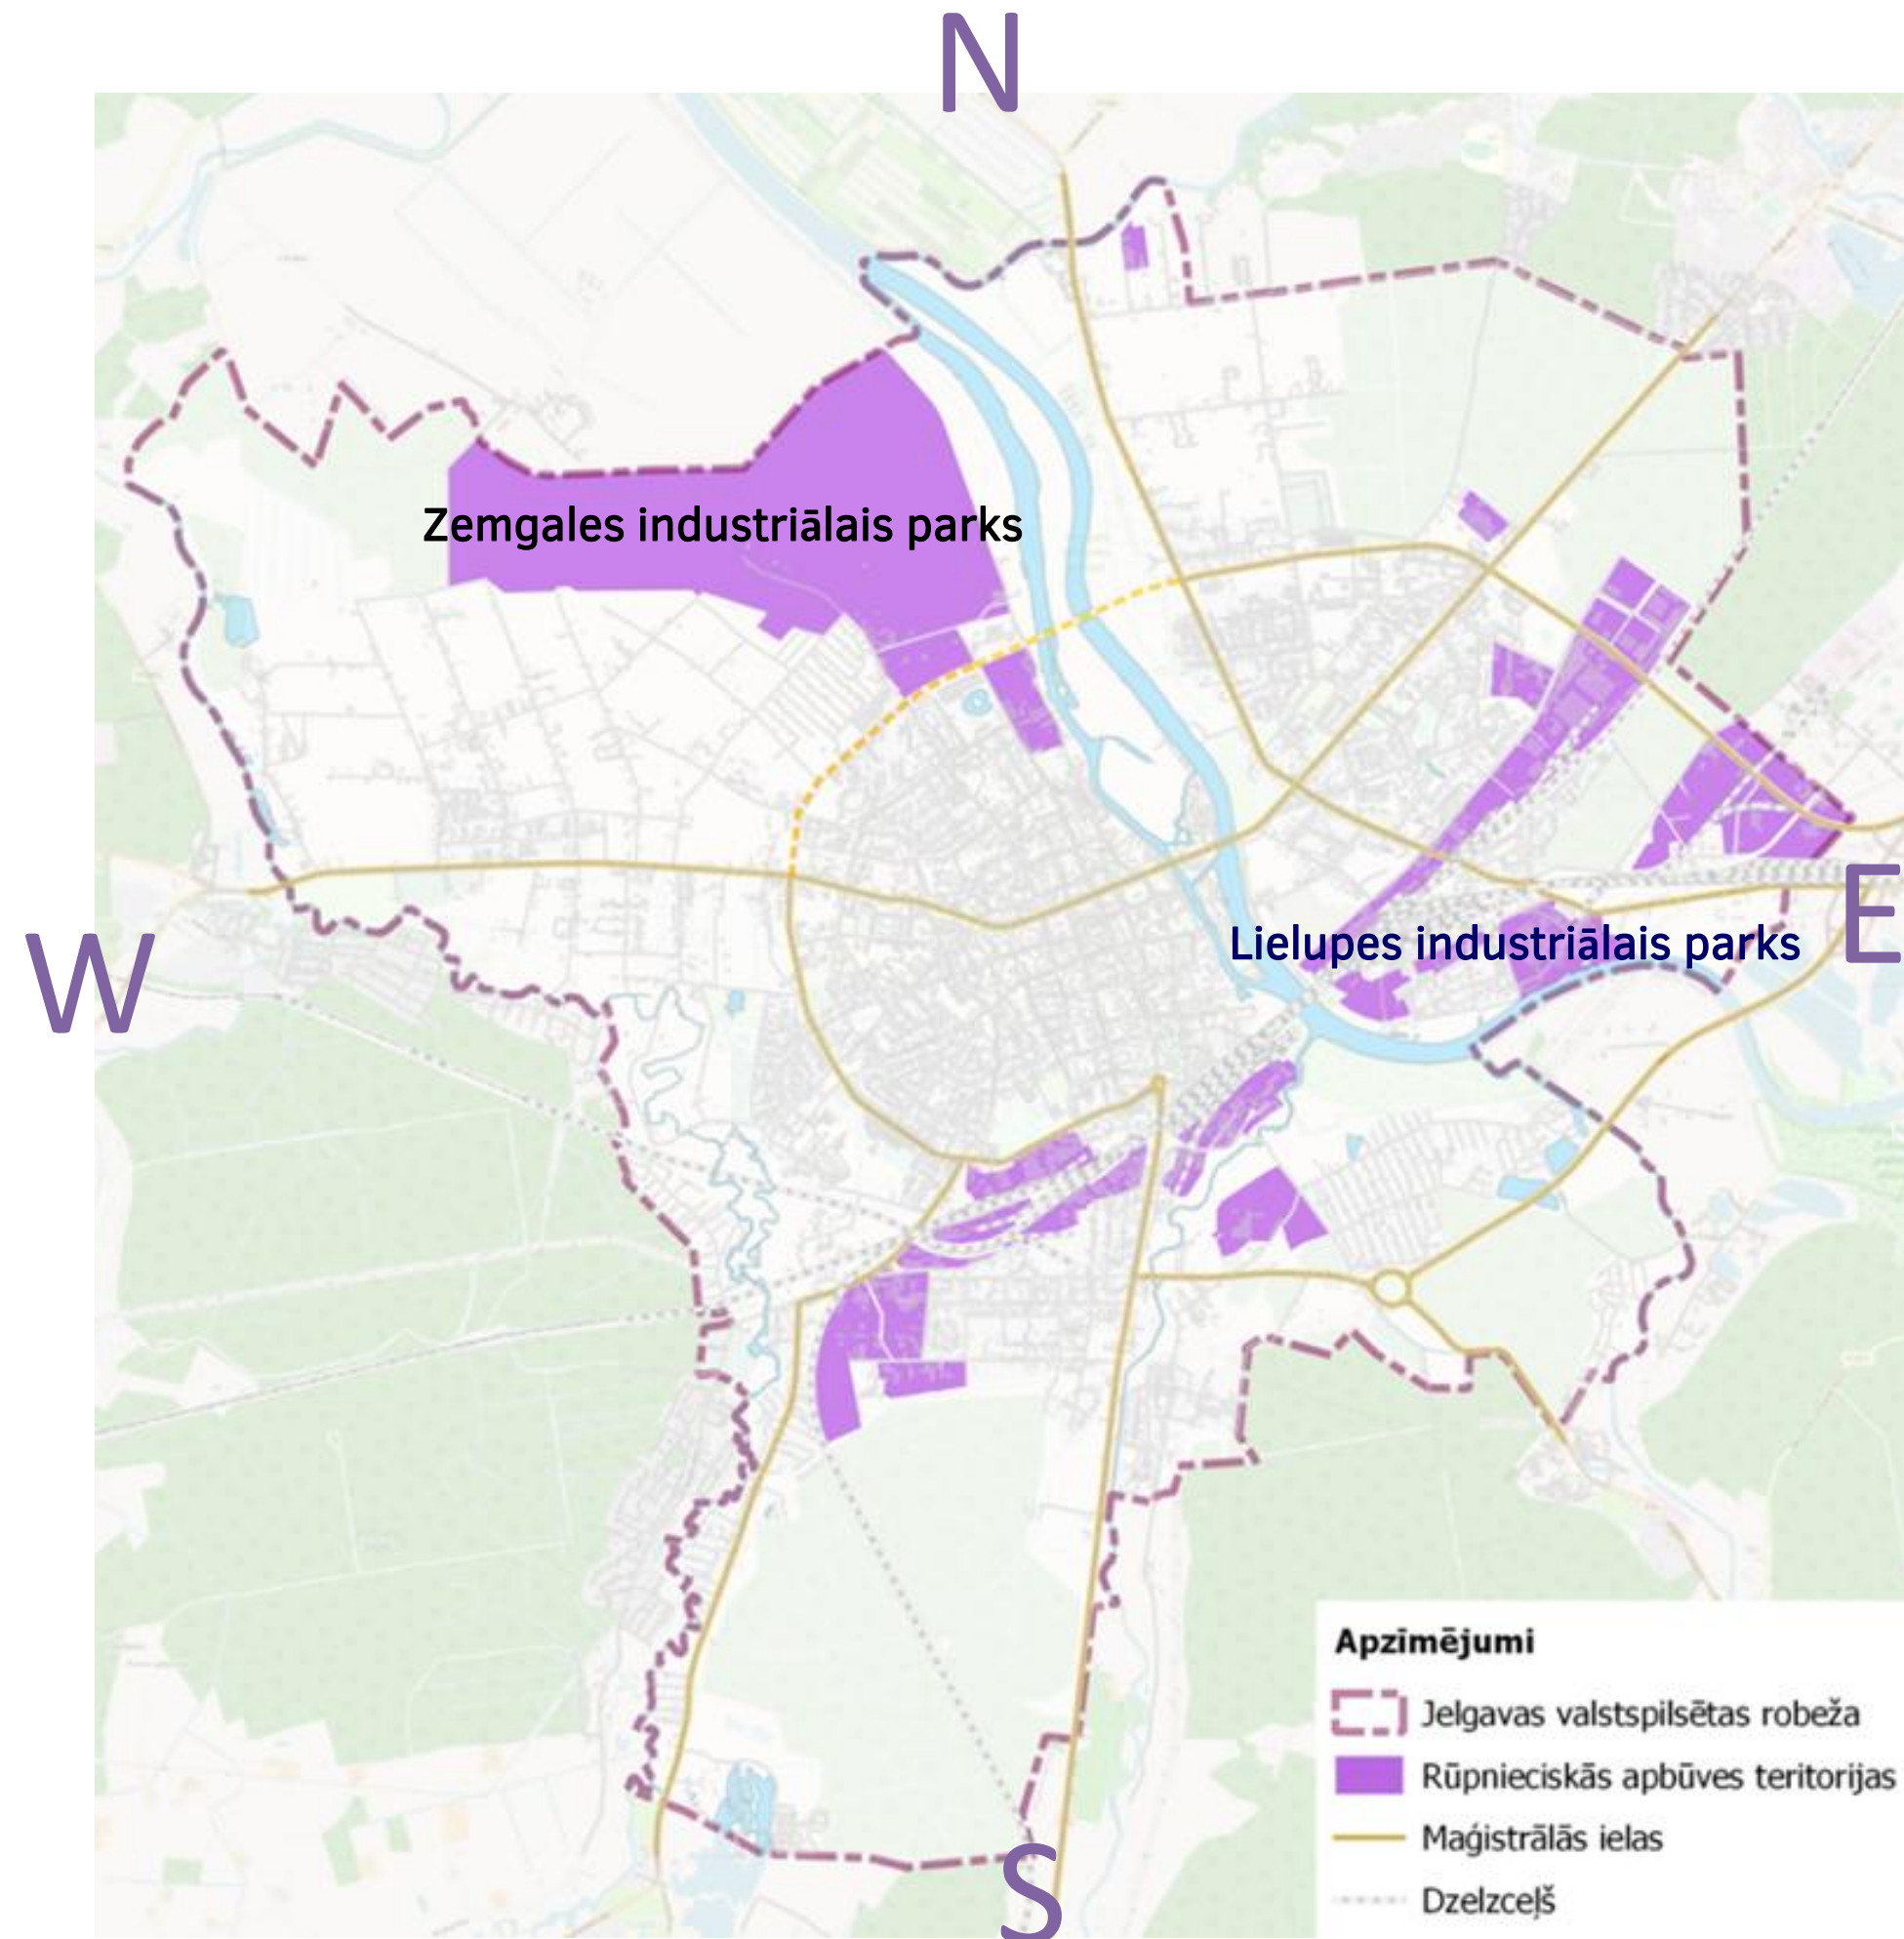 N
Zemgales industriālais parks
Lielupes industriālais parks
E
W
Apzīmējumi
Jelgavas valstspilsētas robeža
Rūpnieciskās apbūves teritorijas
Maģistrālās ielas
Dzelzceļš
S